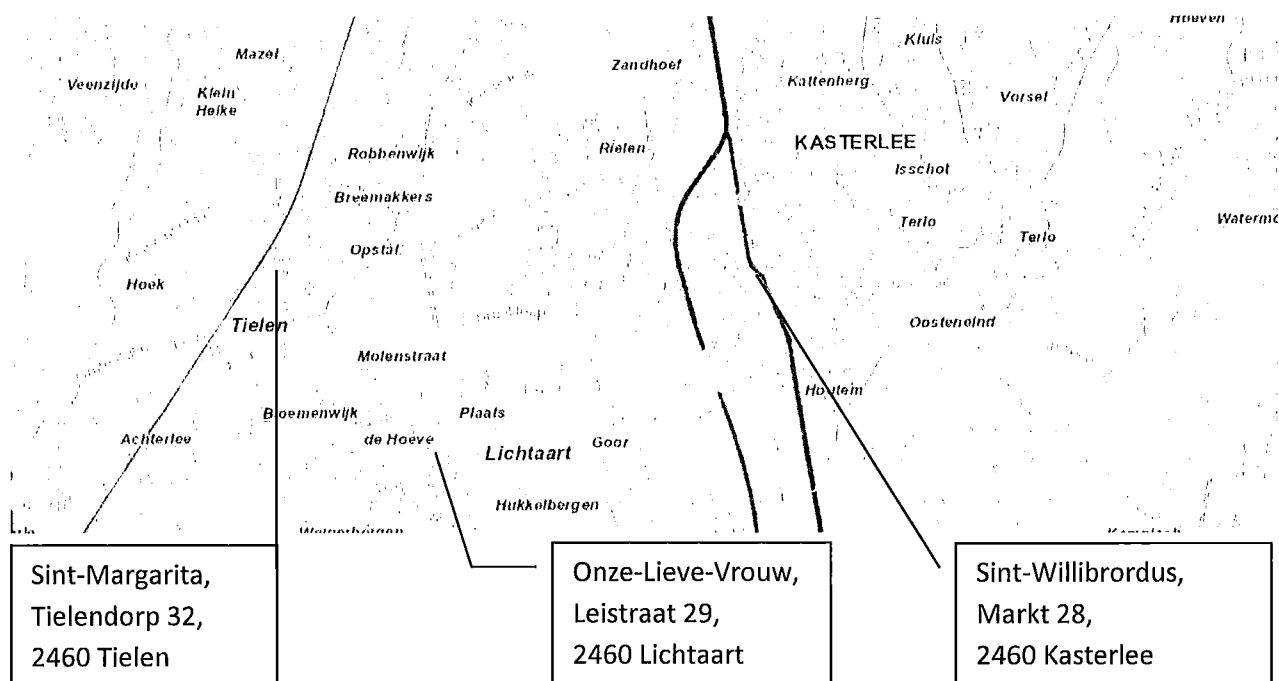 Hoeven
Mazel
Kluis
Zandhoef
Veenzijde
Klein
Heike
Kattenberg
Vorsel
Robbenwijk
Rielen
KASTERLEE
Isschot
Breemakkers
Terlo
Terlo
Opstal
Hoek
Tielen
Oosteneind
Molenstraat
Houtem
Bloemenwijk
Plaats
Achterlee
de Hoeve
Goor
Lichtaart
Hukkelbergen
Sint-Margarita,
Tielendorp 32,
2460 Tielen
Onze-Lieve-Vrouw,
Leistraat 29,
2460 Lichtaart
Sint-Willibrordus,
Markt 28,
2460 Kasterlee